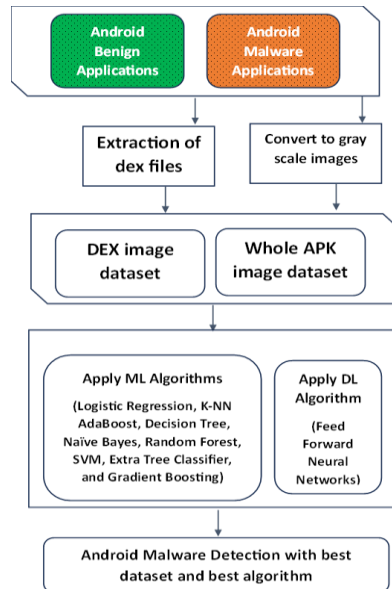 Android
Benign
Applications
Android
Malware
Applications
Extraction of
dex files
Convert to gray
scale images
DEX image
dataset
Whole APK
image dataset
Apply ML Algorithms
(Logistic Regression, K-NN
AdaBoost, Decision Tree,
Naïve Bayes, Random Forest,
SVM, Extra Tree Classifier,
and Gradient Boosting)
Apply DL
Algorithm
(Feed
Forward
Neural
Networks)
Android Malware Detection with best
dataset and best algorithm